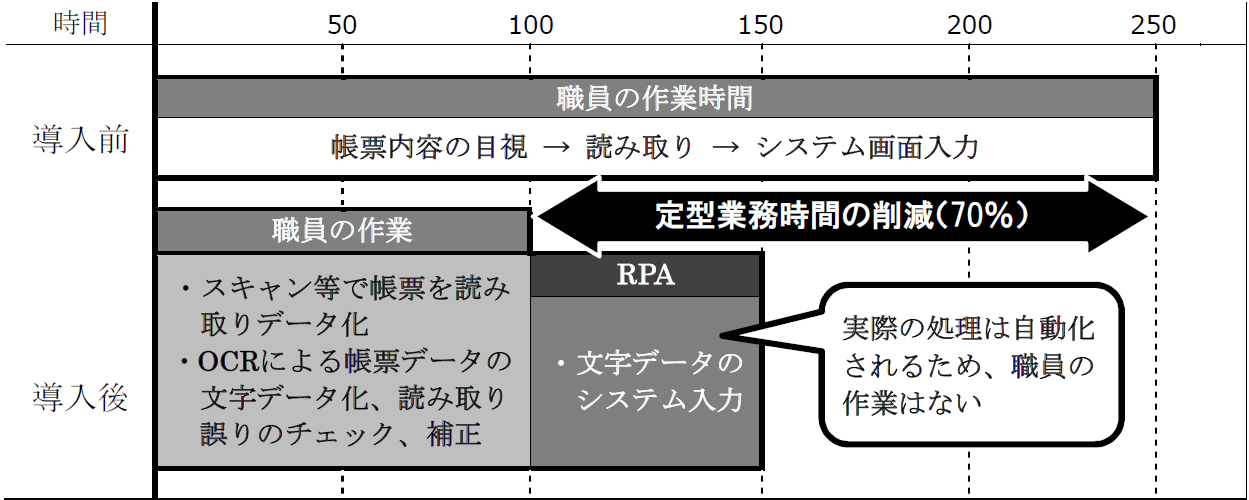 時間 50 100 150 200 250
導入前
職員の作業時間
帳票内容の目視 → 読み取り → システム画面入力
定型業務時間の削減(70%)
導入後
職員の作業
・スキャン等で帳票を読み
取りデータ化
・OCRによる帳票データの
文字データ化、読み取り
誤りのチェック、補正
RPA
・文字データの
システム入力
実際の処理は自動化
されるため、職員の
作業はない